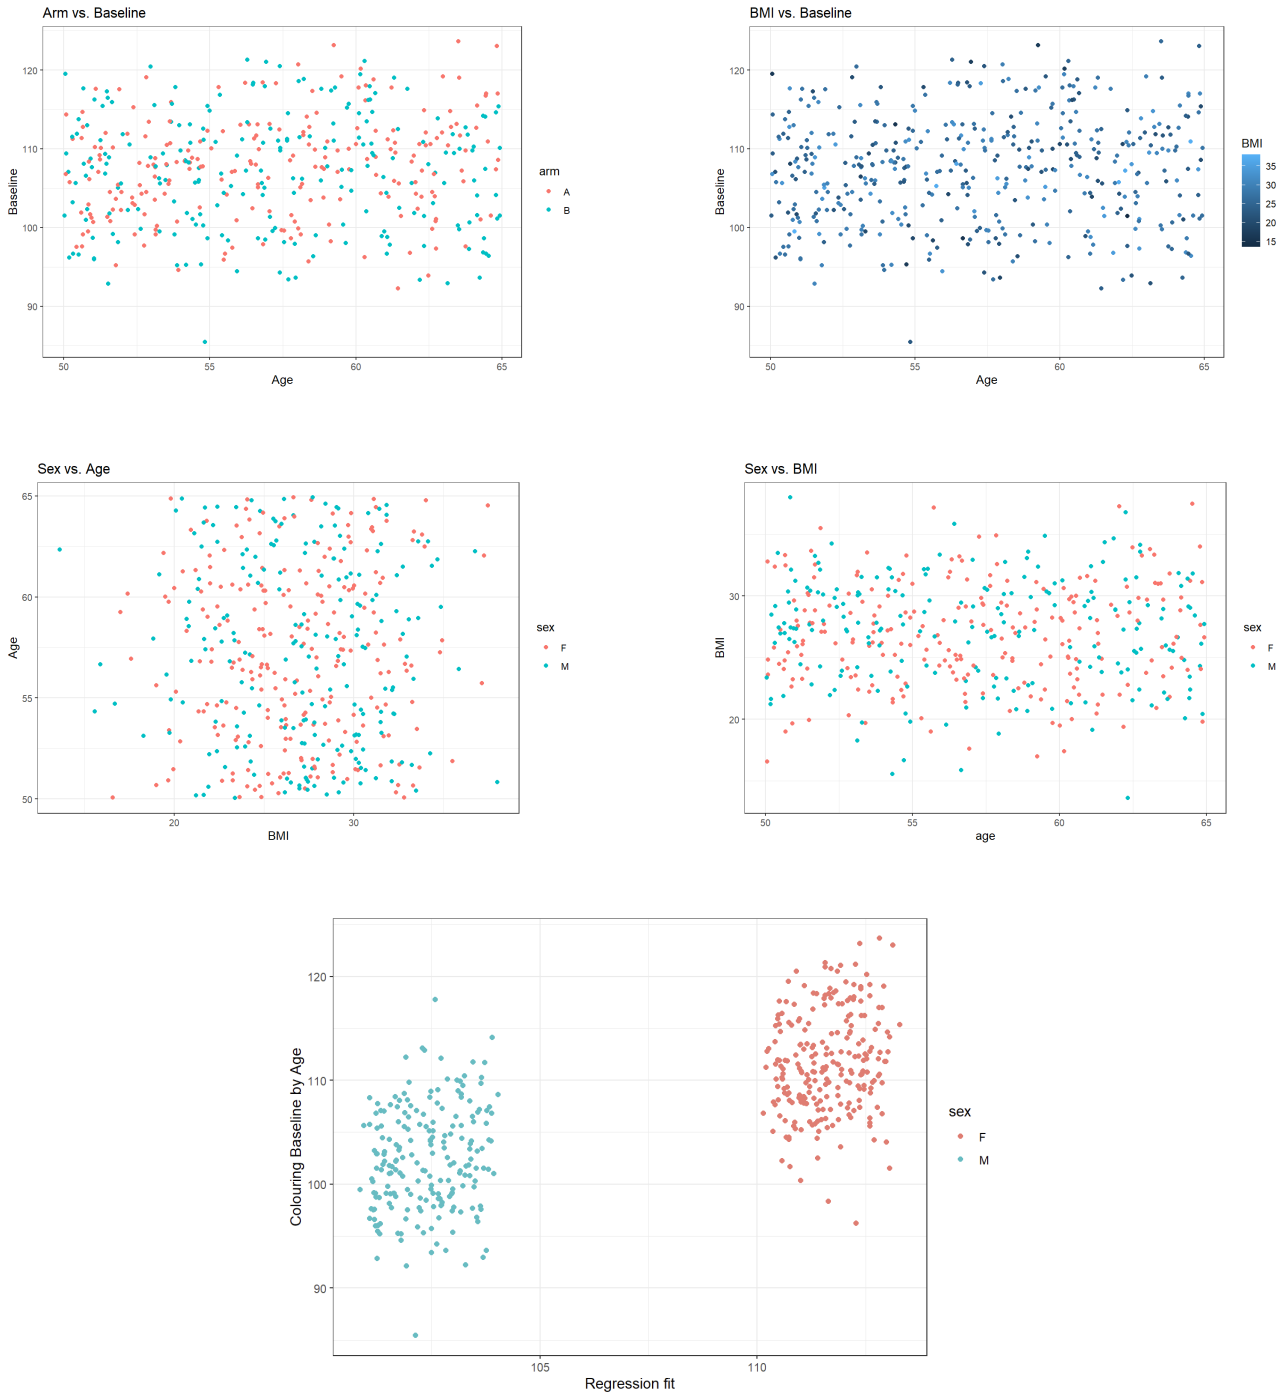 Arm vs. Baseline
Baseline
120
110
100
90
50 55 60 65
Age
arm
A
B
BMI vs. Baseline
Baseline
120
110
100
90
50 55 60 65
Age
BMI
35
30
25
20
15
Sex vs. Age
Age
65
60
55
50
20 30
BMI
sex
F
M
Sex vs. BMI
BMI
30
20
50 55 60 65
age
sex
F
M
Colouring Baseline by Age
120
110
100
90
105 110
Regression fit
sex
F
M